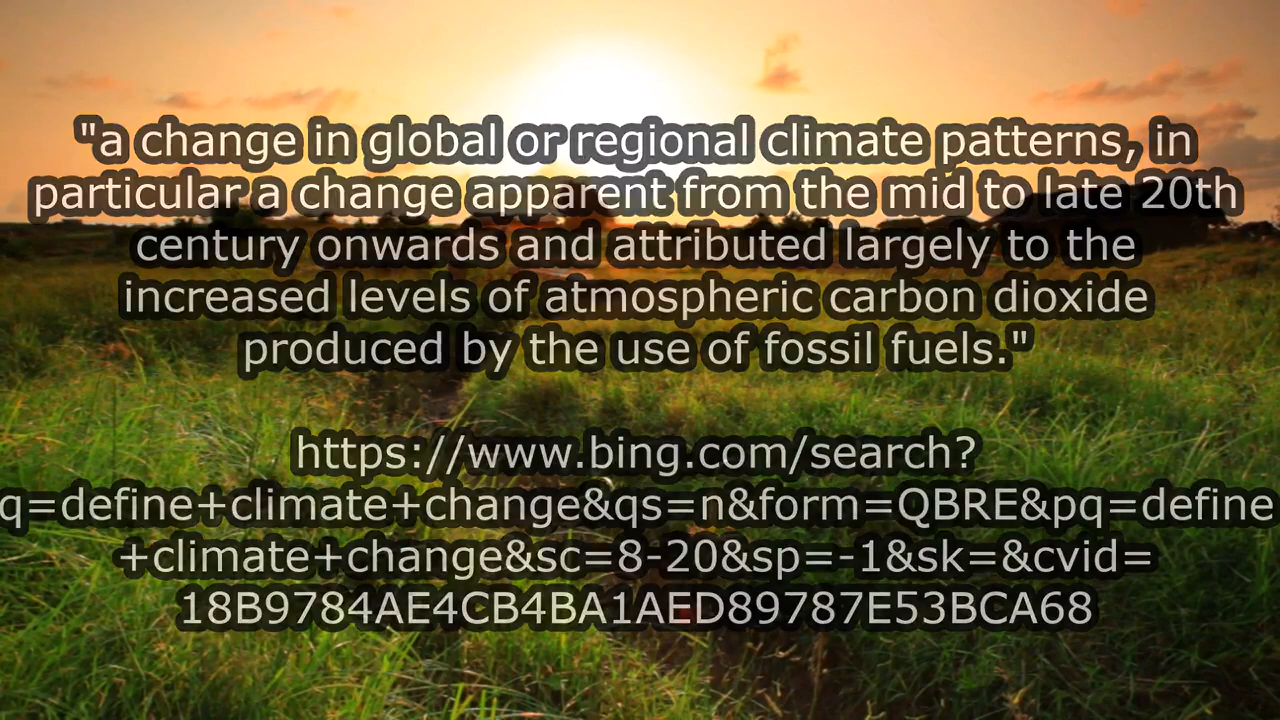 "a change in global or regional climate patterns, in
particular a change apparent from the mid to late 20th
century onwards and attributed largely to the
increased levels of atmospheric carbon dioxide
produced by the use of fossil fuels."
https://www.bing.com/search?
q=define+climate+change&qs=n&form=QBRE&pq=define
+climate+change&sc=8-20&sp=-1&sk=&cvid=
18B9784AE4CB4BA1AED89787E53BCA68